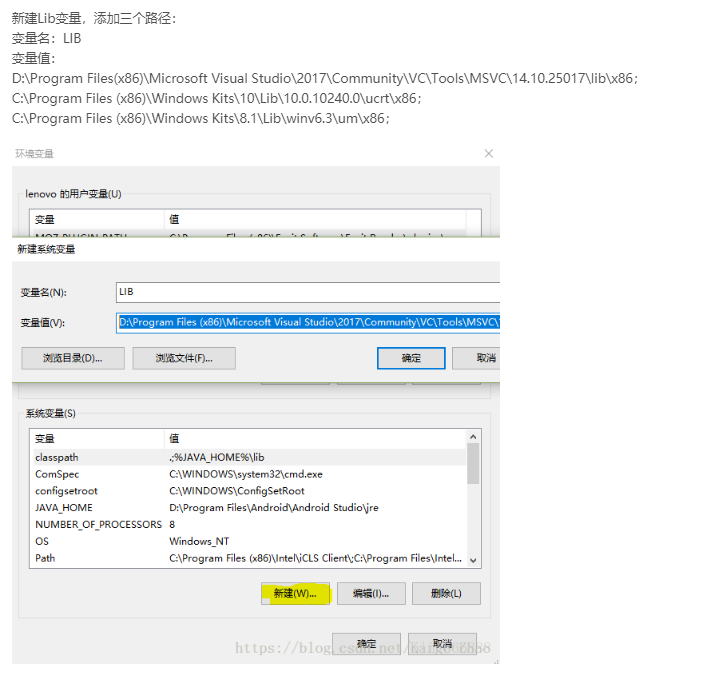 新建Lib变量，添加三个路径：
变量名：LIB
变量值：
D:\Program Files(x86)\Microsoft Visual Studio\2017\Community\VC\Tools\MSVC\14.10.25017\lib\x86；
C:\Program Files (x86)\Windows Kits\10\Lib\10.0.10240.0\ucrt\x86；
C:\Program Files (x86)\Windows Kits\8.1\Lib\winv6.3\um\x86；
环境变量
lenovo 的用户变量(U)
变量 值
新建系统变量
变量名(N): LIB
变量值(V): D:\Program Files (x86)\Microsoft Visual Studio\2017\Community\VC\Tools\MSVC\
浏览目录(D)... 浏览文件(F)... 确定 取消
系统变量(S)
变量 值
classpath .;%JAVA_HOME%\lib
ComSpec C:\WINDOWS\system32\cmd.exe
configsetroot C:\WINDOWS\ConfigSetRoot
JAVA_HOME D:\Program Files\Android\Android Studio\jre
NUMBER_OF_PROCESSORS 8
OS Windows_NT
Path C:\Program Files (x86)\Intel\iCLS Client\;C:\Program Files\Intel...
新建(W)... 编辑(I)... 删除(L)
确定 取消